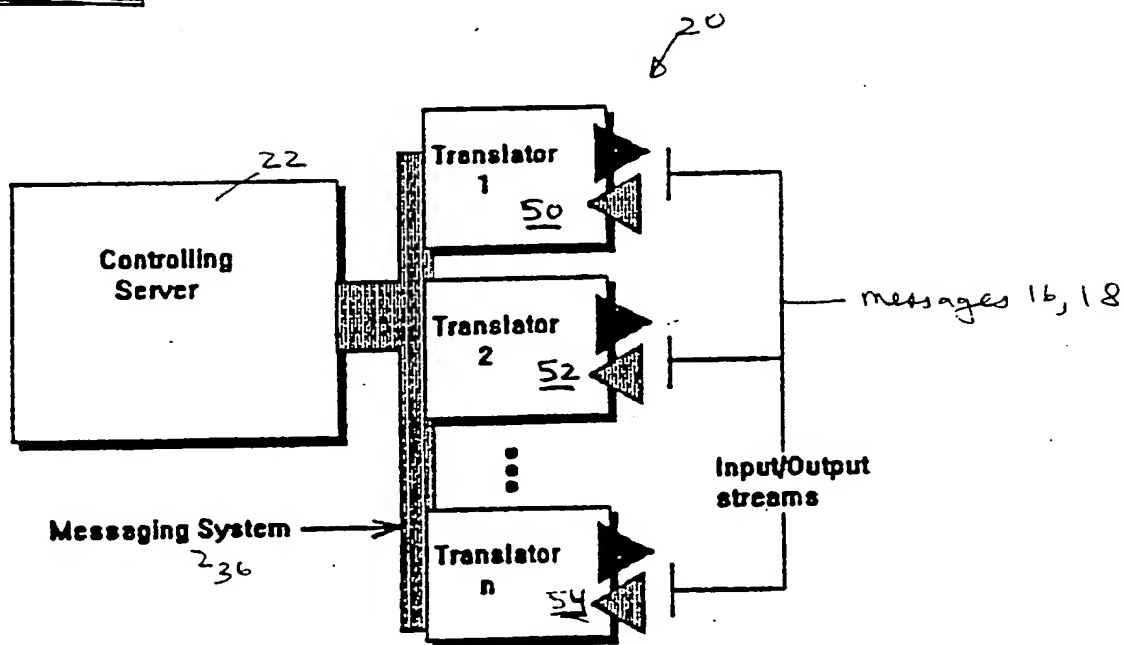 20
22
Controlling
Server
Translator
1
50
Translator
2
52
messages 16, 18
Input/Output
streams
Messaging System
236
Translator
n
54